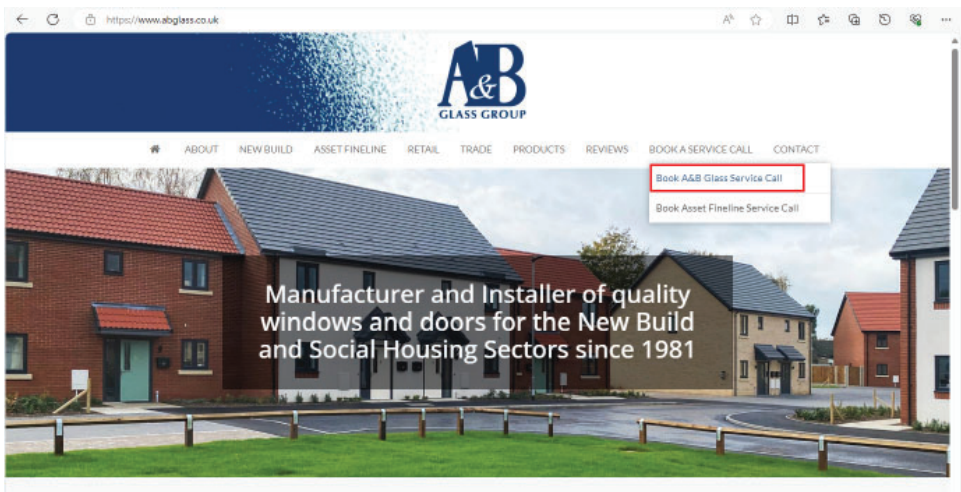 https://www.abglass.co.uk
A&B
GLASS GROUP
ABOUT NEW BUILD ASSET FINELINE RETAIL TRADE PRODUCTS REVIEWS BOOK A SERVICE CALL CONTACT
Book A&B Glass Service Call
Book Asset Fineline Service Call
Manufacturer and Installer of quality
windows and doors for the New Build
and Social Housing Sectors since 1981